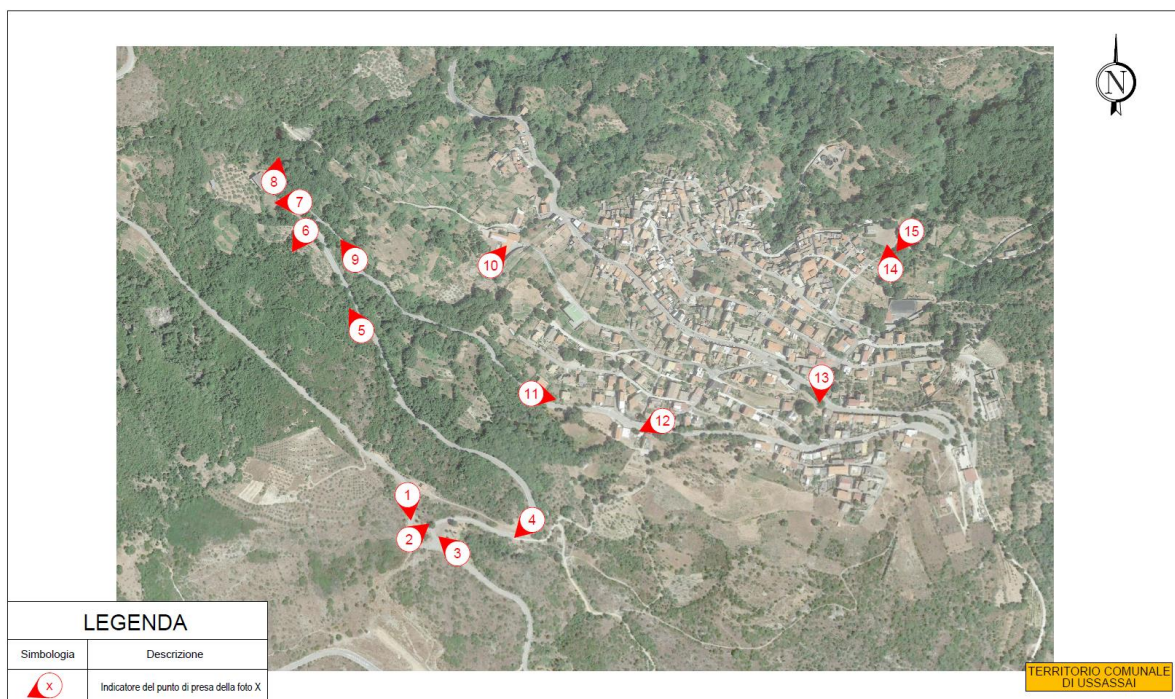 N
8
7
6
15
9
10
14
5
13
11
12
1
4
2
3
LEGENDA
Simbologia Descrizione
X Indicatore del punto di presa della foto X
TERRITORIO COMUNALE
DI USSASSAI